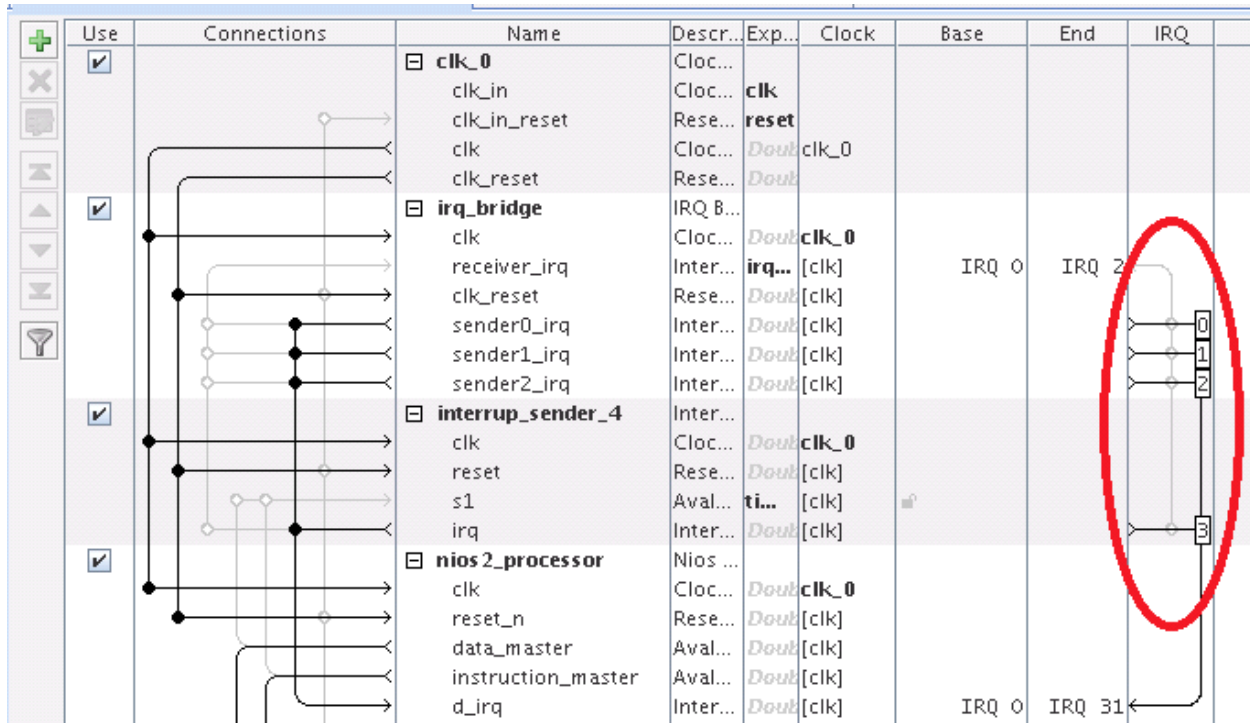 Use Connections Name Descr... Exp... Clock Base End IRQ
clk_0 Cloc...
clk_in Cloc... clk
clk_in_reset Rese... reset
clk Cloc... Doub clk_0
clk_reset Rese... Doub
irq_bridge IRQ B...
clk Cloc... Doub clk_0
receiver_irq Inter... irq... [clk] IRQ 0 IRQ 2
clk_reset Rese... Doub [clk]
sender0_irq Inter... Doub [clk] 0
sender1_irq Inter... Doub [clk] 1
sender2_irq Inter... Doub [clk] 2
interrup_sender_4 Inter...
clk Cloc... Doub clk_0
reset Rese... Doub [clk]
s1 Aval... ti... [clk]
irq Inter... Doub [clk] 3
nios2_processor Nios ...
clk Cloc... Doub clk_0
reset_n Rese... Doub [clk]
data_master Aval... Doub [clk]
instruction_master Aval... Doub [clk]
d_irq Inter... Doub [clk] IRQ 0 IRQ 31